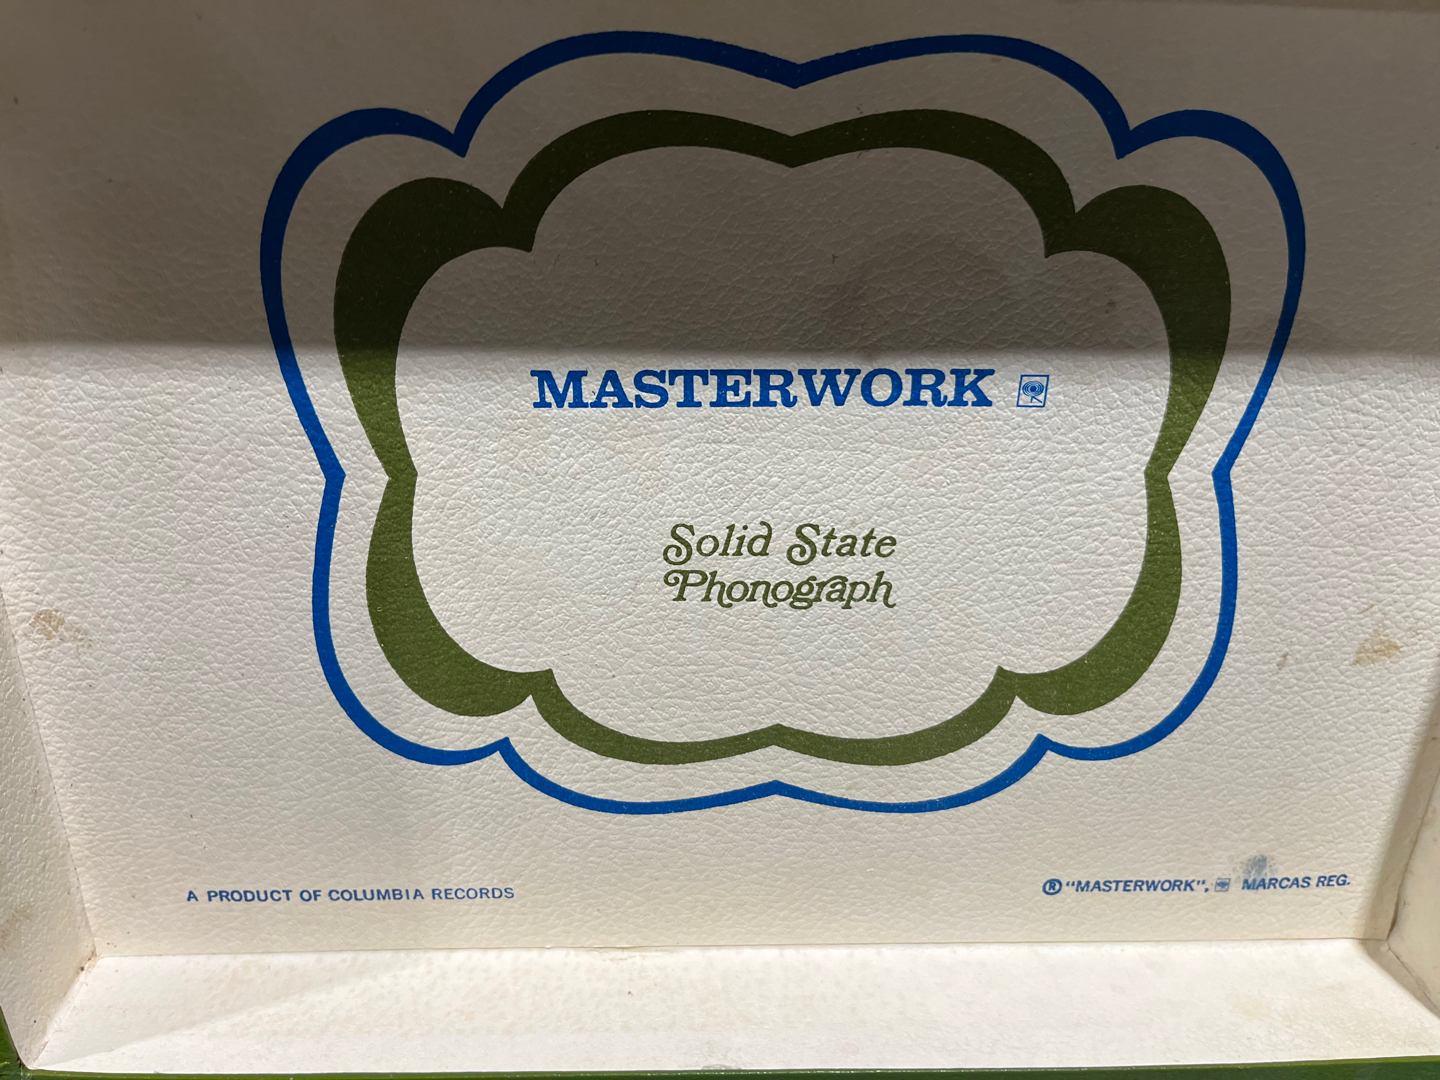 MASTERWORK
Solid State
Phonograph
A PRODUCT OF COLUMBIA RECORDS
® "MASTERWORK", MARCAS REG.